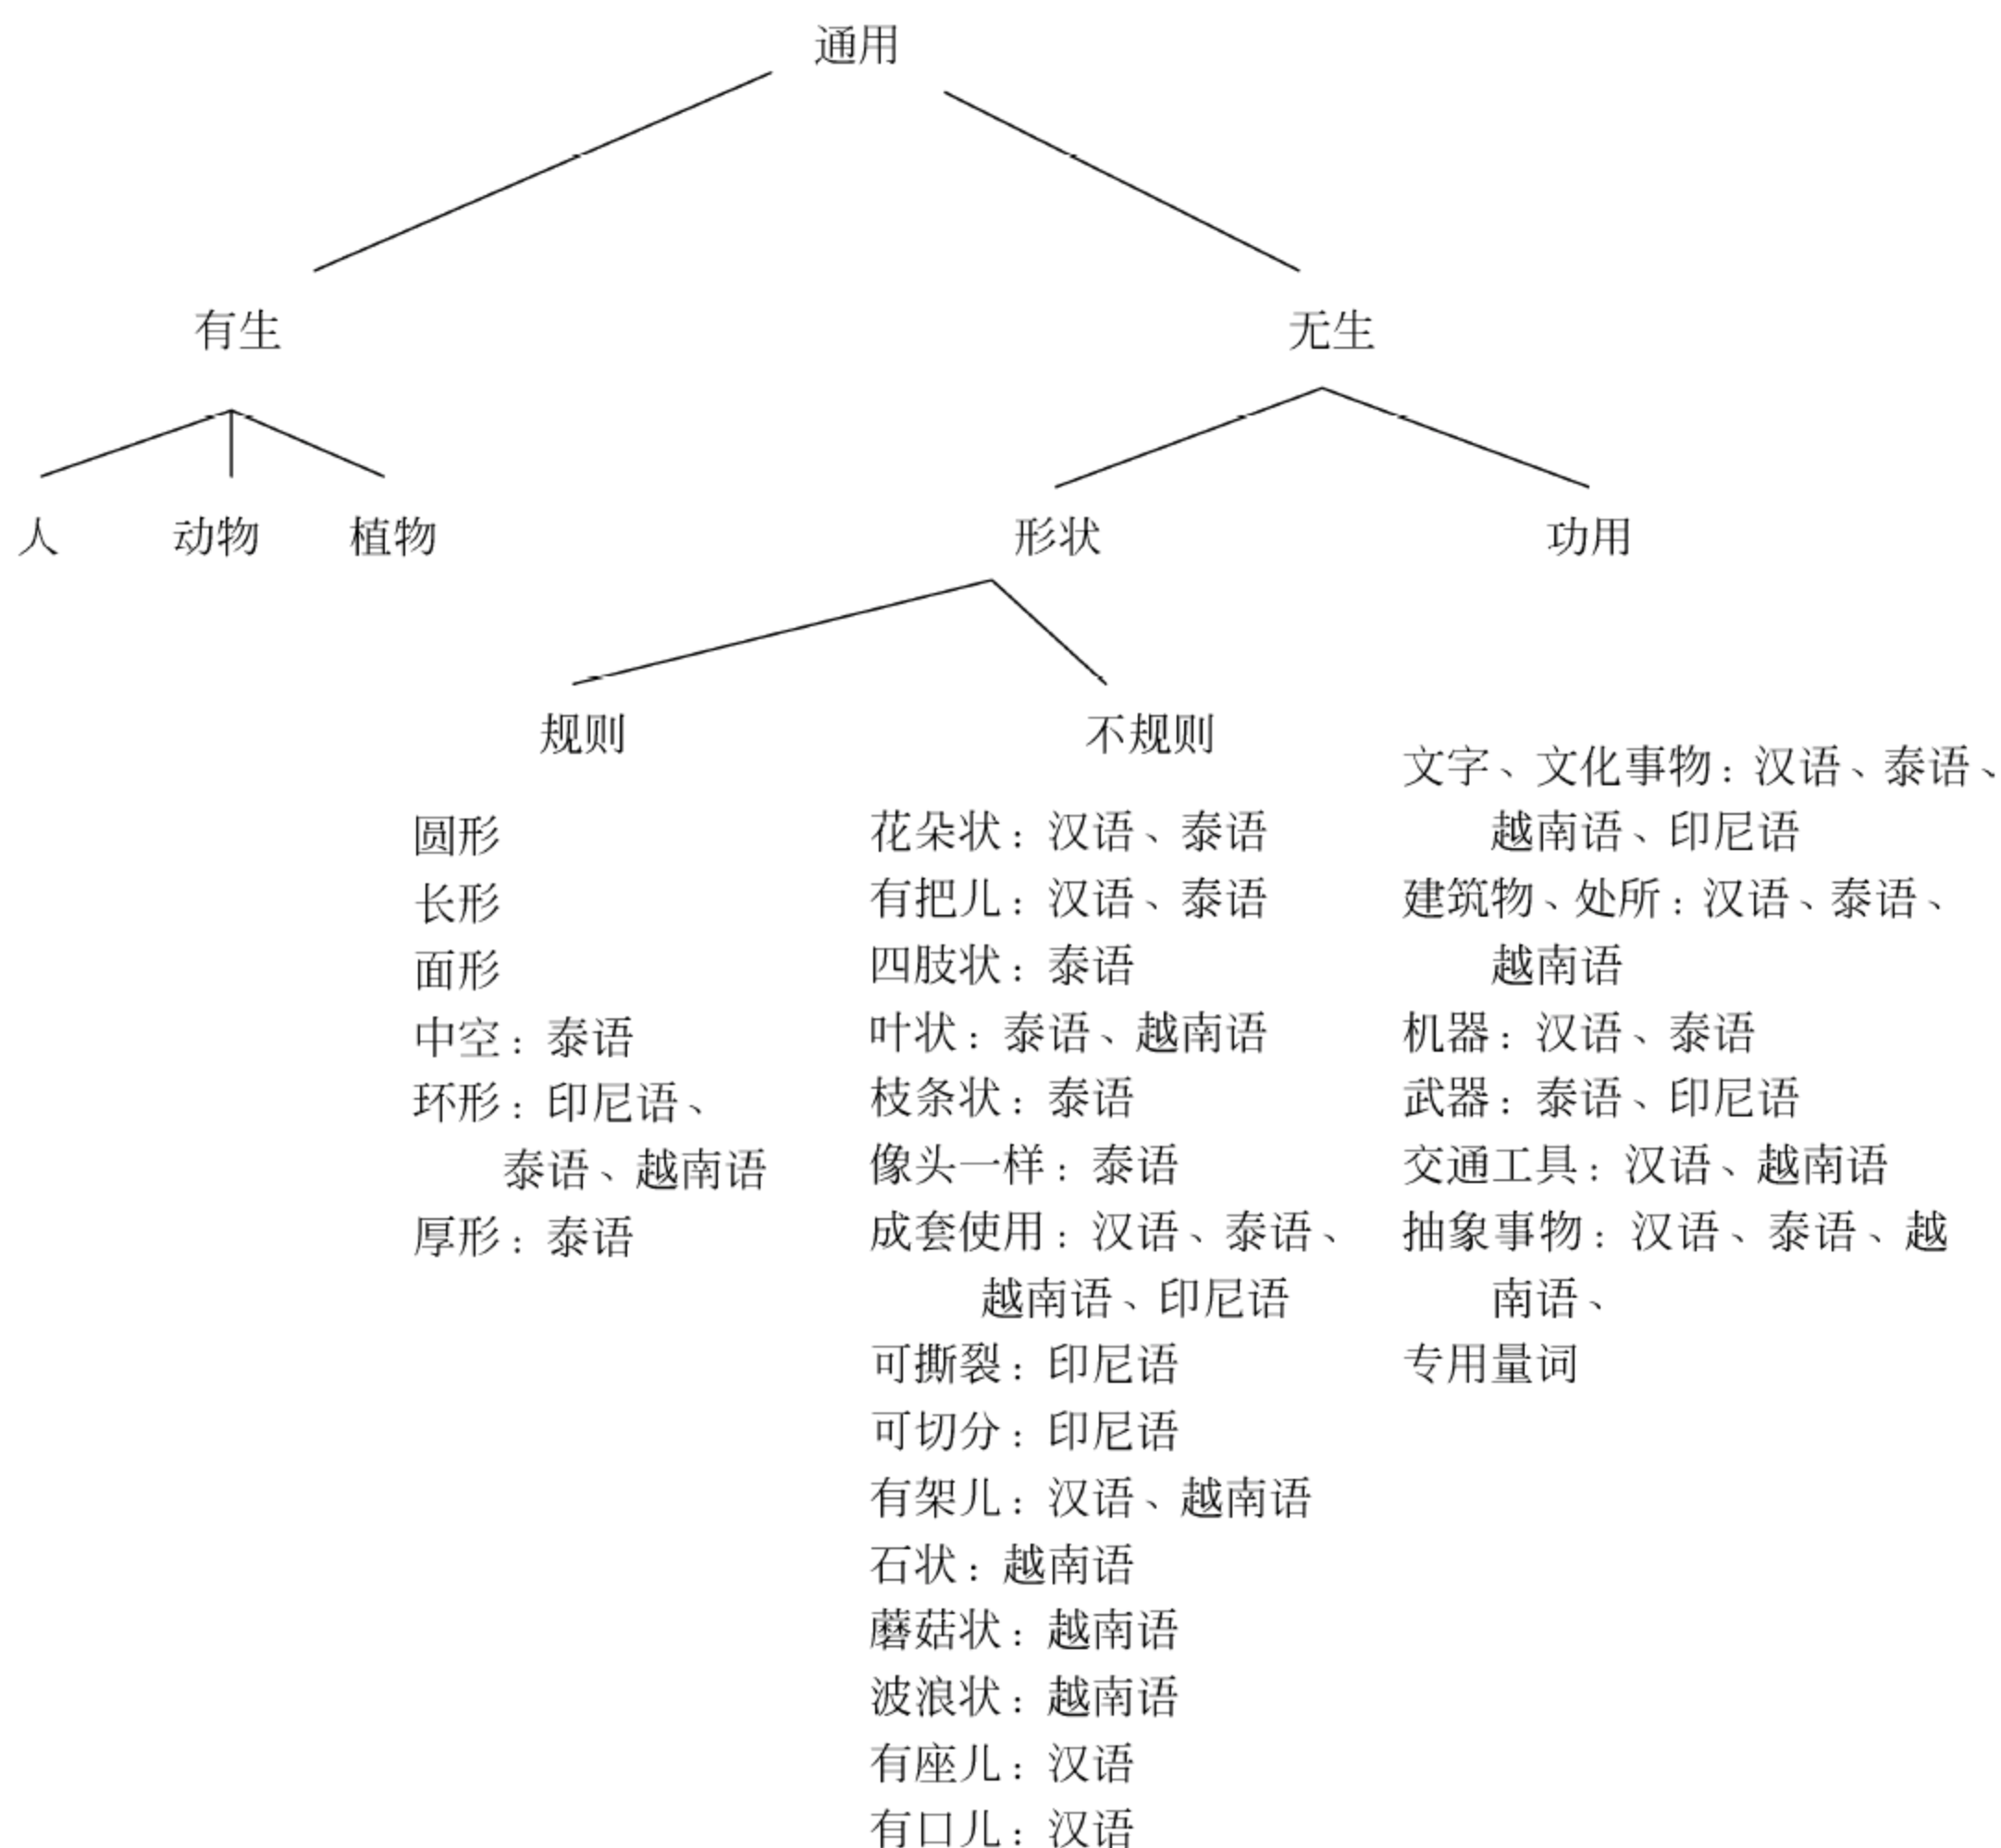 通用
有生
无生
人
动物
植物
形状
功用
规则
圆形
长形
面形
中空：泰语
环形：印尼语、
泰语、越南语
厚形：泰语
不规则
花朵状：汉语、泰语
有把儿：汉语、泰语
四肢状：泰语
叶状：泰语、越南语
枝条状：泰语
像头一样：泰语
成套使用：汉语、泰语、
越南语、印尼语
可撕裂：印尼语
可切分：印尼语
有架儿：汉语、越南语
石状：越南语
蘑菇状：越南语
波浪状：越南语
有座儿：汉语
有口儿：汉语
文字、文化事物：汉语、泰语、
越南语、印尼语
建筑物、处所：汉语、泰语、
越南语
机器：汉语、泰语
武器：泰语、印尼语
交通工具：汉语、越南语
抽象事物：汉语、泰语、越
南语、
专用量词